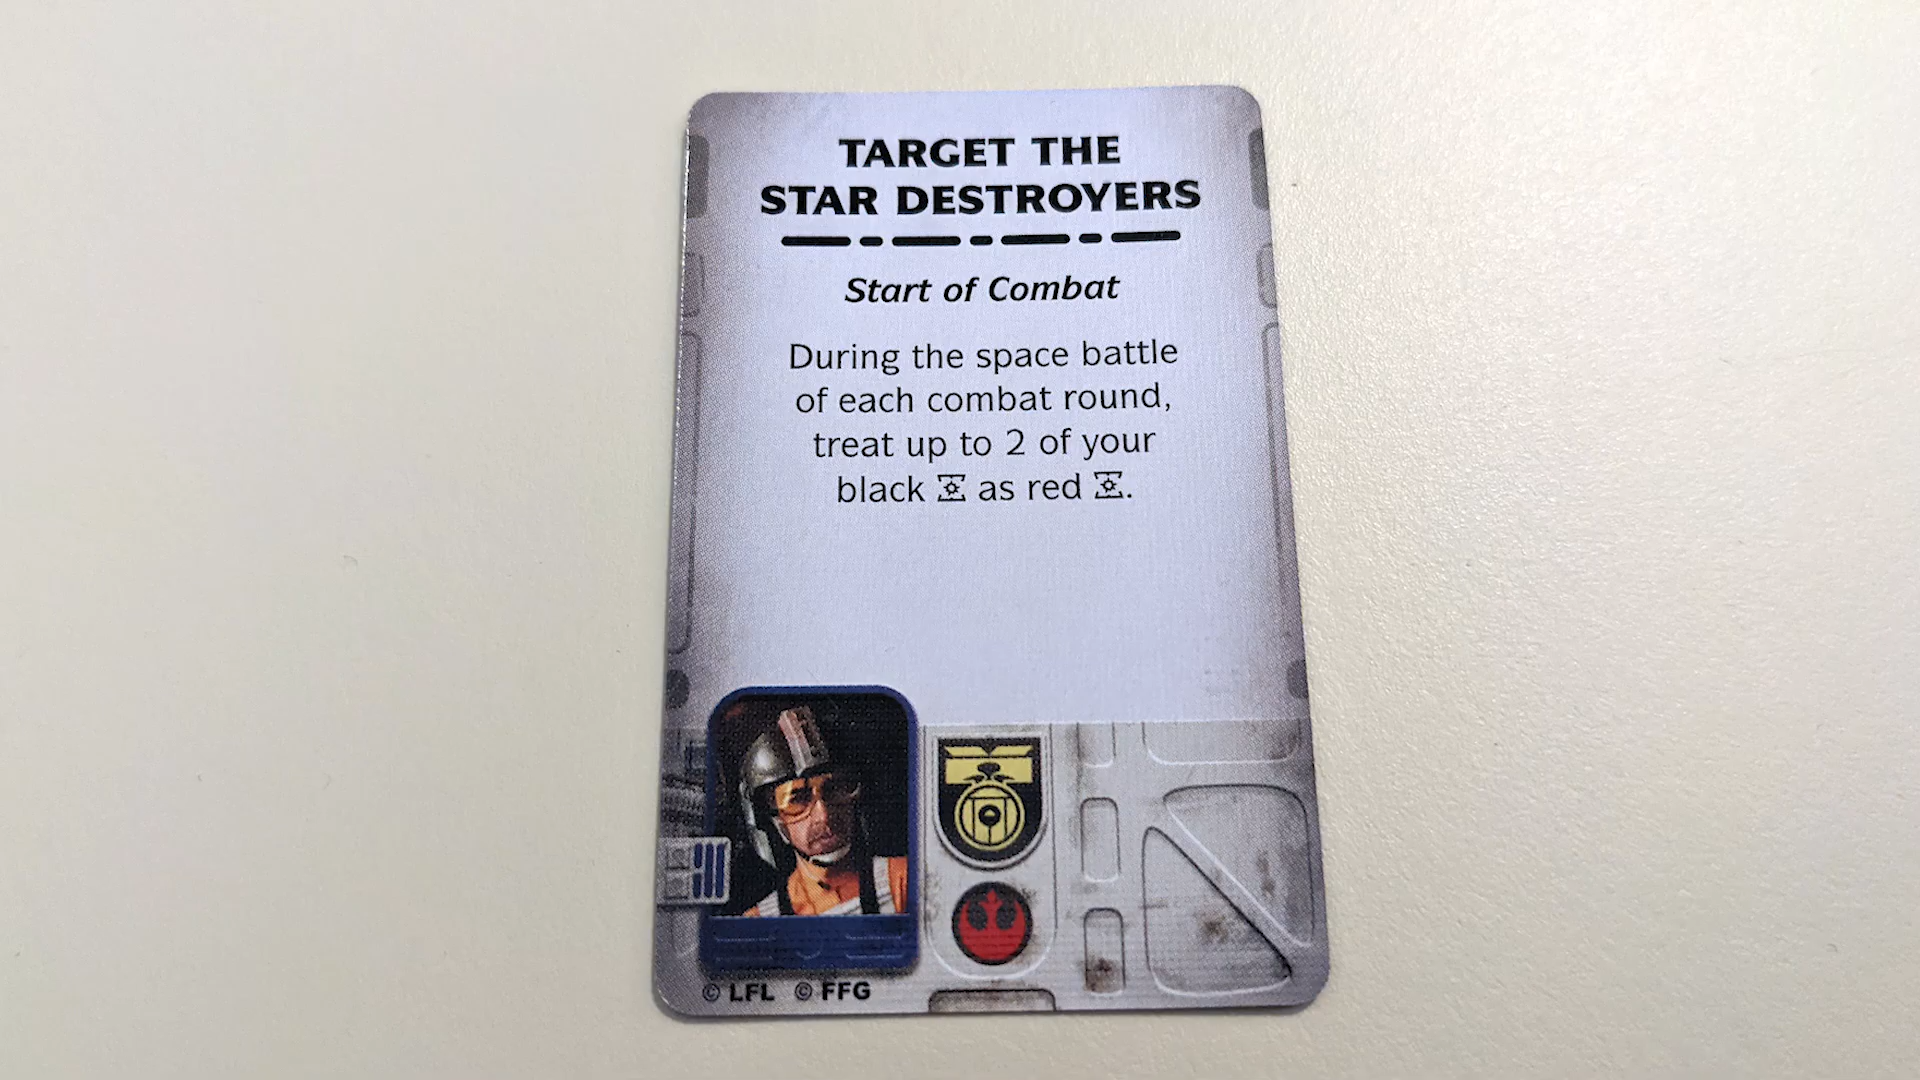 TARGET THE
STAR DESTROYERS
Start of Combat
During the space battle
of each combat round,
treat up to 2 of your
black as red .
© LFL © FFG